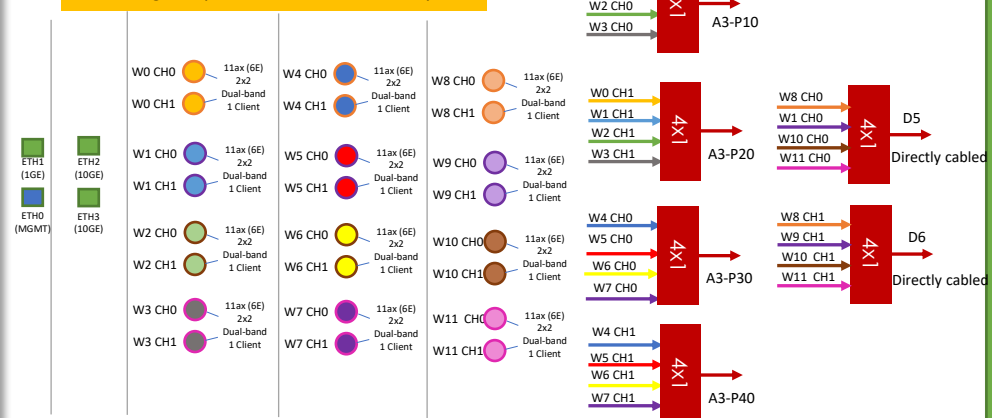 ETH1
(1GE)
ETH2
(10GE)
ETH0
(MGMT)
ETH3
(10GE)
W0 CH0
W0 CH1
11ax (6E)
2x2
Dual-band
1 Client
W1 CH0
W1 CH1
11ax (6E)
2x2
Dual-band
1 Client
W2 CH0
W2 CH1
11ax (6E)
2x2
Dual-band
1 Client
W3 CH0
W3 CH1
11ax (6E)
2x2
Dual-band
1 Client
W4 CH0
W4 CH1
11ax (6E)
2x2
Dual-band
1 Client
W5 CH0
W5 CH1
11ax (6E)
2x2
Dual-band
1 Client
W6 CH0
W6 CH1
11ax (6E)
2x2
Dual-band
1 Client
W7 CH0
W7 CH1
11ax (6E)
2x2
Dual-band
1 Client
W8 CH0
W8 CH1
11ax (6E)
2x2
Dual-band
1 Client
W9 CH0
W9 CH1
11ax (6E)
2x2
Dual-band
1 Client
W10 CH0
W10 CH1
11ax (6E)
2x2
Dual-band
1 Client
W11 CH0
W11 CH1
11ax (6E)
2x2
Dual-band
1 Client
W2 CH0
W3 CH0
4x1
A3-P10
W0 CH1
W1 CH1
W2 CH1
W3 CH1
4x1
A3-P20
W4 CH0
W5 CH0
W6 CH0
W7 CH0
4x1
A3-P30
W4 CH1
W5 CH1
W6 CH1
W7 CH1
4x1
A3-P40
W8 CH0
W1 CH0
W10 CH0
W11 CH0
4x1
D5
Directly cabled
W8 CH1
W9 CH1
W10 CH1
W11 CH1
4x1
D6
Directly cabled